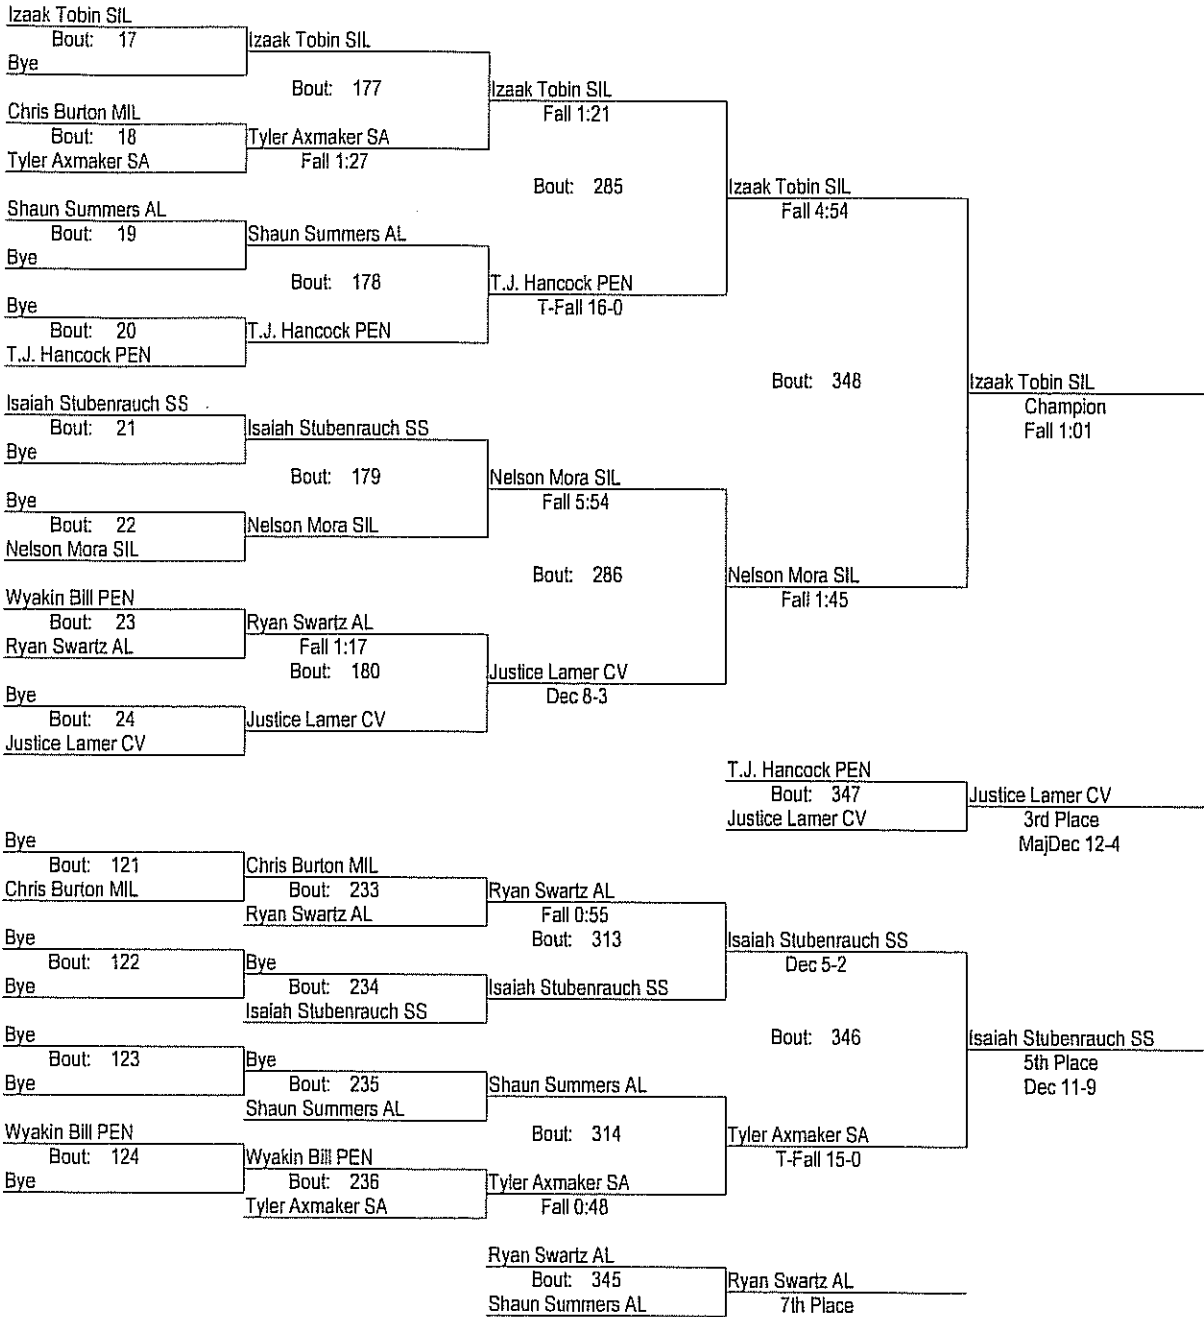 Izaak Tobin SIL
Bout: 17
Bye
Izaak Tobin SIL
Bout: 177
Chris Burton MIL
Bout: 18
Tyler Axmaker SA
Tyler Axmaker SA
Fall 1:27
Izaak Tobin SIL
Fall 1:21
Bout: 285
Shaun Summers AL
Bout: 19
Bye
Shaun Summers AL
Bout: 178
Bye
Bout: 20
T.J. Hancock PEN
T.J. Hancock PEN
T.J. Hancock PEN
T-Fall 16-0
Izaak Tobin SIL
Fall 4:54
Bout: 348
Izaak Tobin SIL
Champion
Fall 1:01
Isaiah Stubenrauch SS
Bout: 21
Bye
Isaiah Stubenrauch SS
Bout: 179
Bye
Bout: 22
Nelson Mora SIL
Nelson Mora SIL
Nelson Mora SIL
Fall 5:54
Bout: 286
Nelson Mora SIL
Fall 1:45
Wyakin Bill PEN
Bout: 23
Ryan Swartz AL
Ryan Swartz AL
Fall 1:17
Bout: 180
Bye
Bout: 24
Justice Lamer CV
Justice Lamer CV
Justice Lamer CV
Dec 8-3
T.J. Hancock PEN
Bout: 347
Justice Lamer CV
Justice Lamer CV
3rd Place
MajDec 12-4
Bye
Bout: 121
Chris Burton MIL
Chris Burton MIL
Bout: 233
Ryan Swartz AL
Ryan Swartz AL
Fall 0:55
Bout: 313
Bye
Bout: 122
Bye
Bye
Bout: 234
Isaiah Stubenrauch SS
Isaiah Stubenrauch SS
Isaiah Stubenrauch SS
Dec 5-2
Bout: 346
Isaiah Stubenrauch SS
5th Place
Dec 11-9
Bye
Bout: 123
Bye
Bye
Bout: 235
Shaun Summers AL
Shaun Summers AL
Bout: 314
Wyakin Bill PEN
Bout: 124
Bye
Wyakin Bill PEN
Bout: 236
Tyler Axmaker SA
Tyler Axmaker SA
Fall 0:48
Tyler Axmaker SA
T-Fall 15-0
Ryan Swartz AL
Bout: 345
Shaun Summers AL
Ryan Swartz AL
7th Place